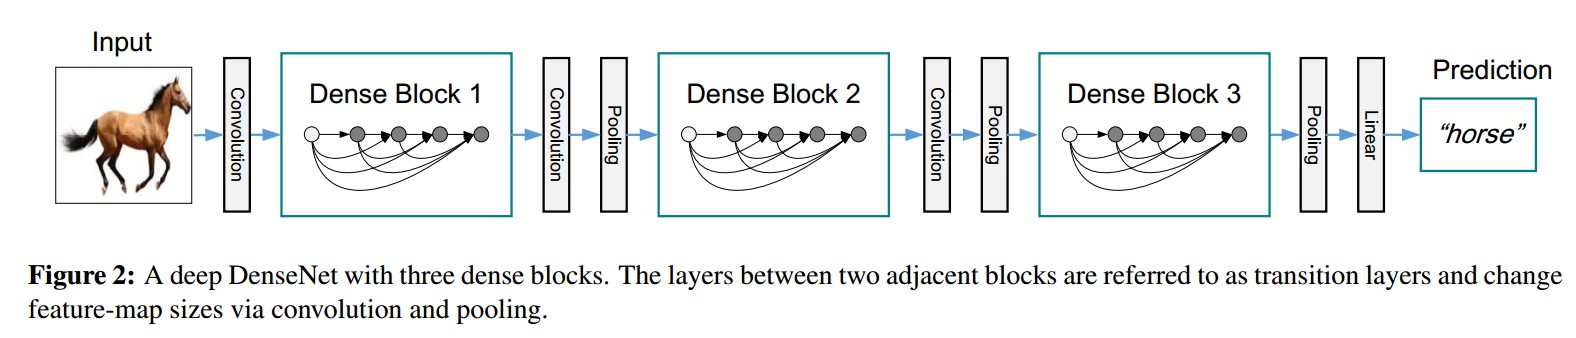 Input
Convolution
Dense Block 1
Convolution
Pooling
Dense Block 2
Convolution
Pooling
Dense Block 3
Pooling
Linear
Prediction
“horse”
Figure 2: A deep DenseNet with three dense blocks. The layers between two adjacent blocks are referred to as transition layers and change
feature-map sizes via convolution and pooling.